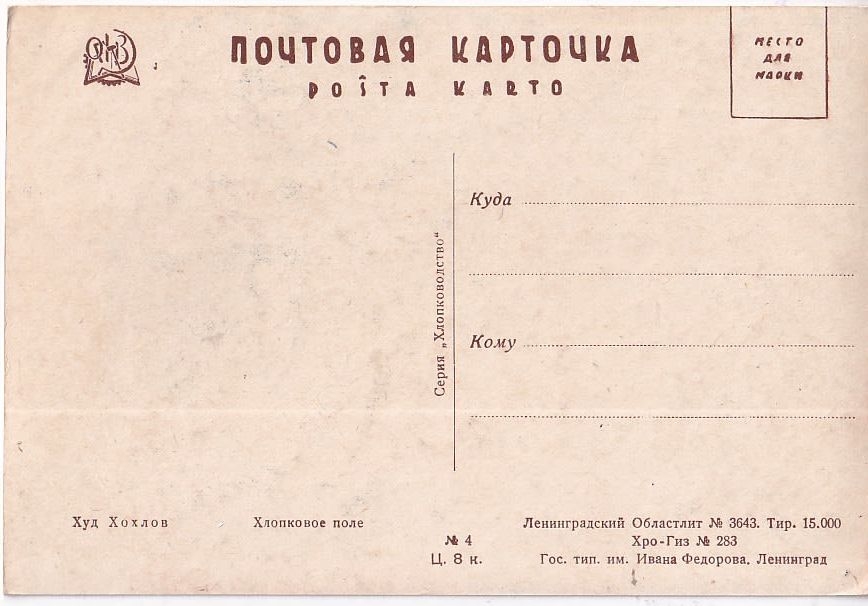 ПОЧТОВАЯ КАРТОЧКА
POŜTA KARTO
МЕСТО
ДЛЯ
МАРКИ
Куда
Серия „Хлопководство“
Кому
Худ Хохлов
Хлопковое поле
№ 4
Ц. 8 к.
Ленинградский Областлит № 3643. Тир. 15.000
Хро-Гиз № 283
Гос. тип. им. Ивана Федорова, Ленинград